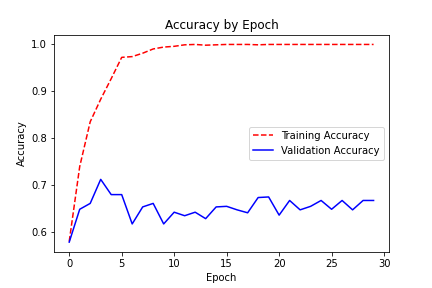 Accuracy by Epoch
1.0
0.9
0.8
0.7
0.6
Accuracy
Training Accuracy
Validation Accuracy
0 5 10 15 20 25 30
Epoch